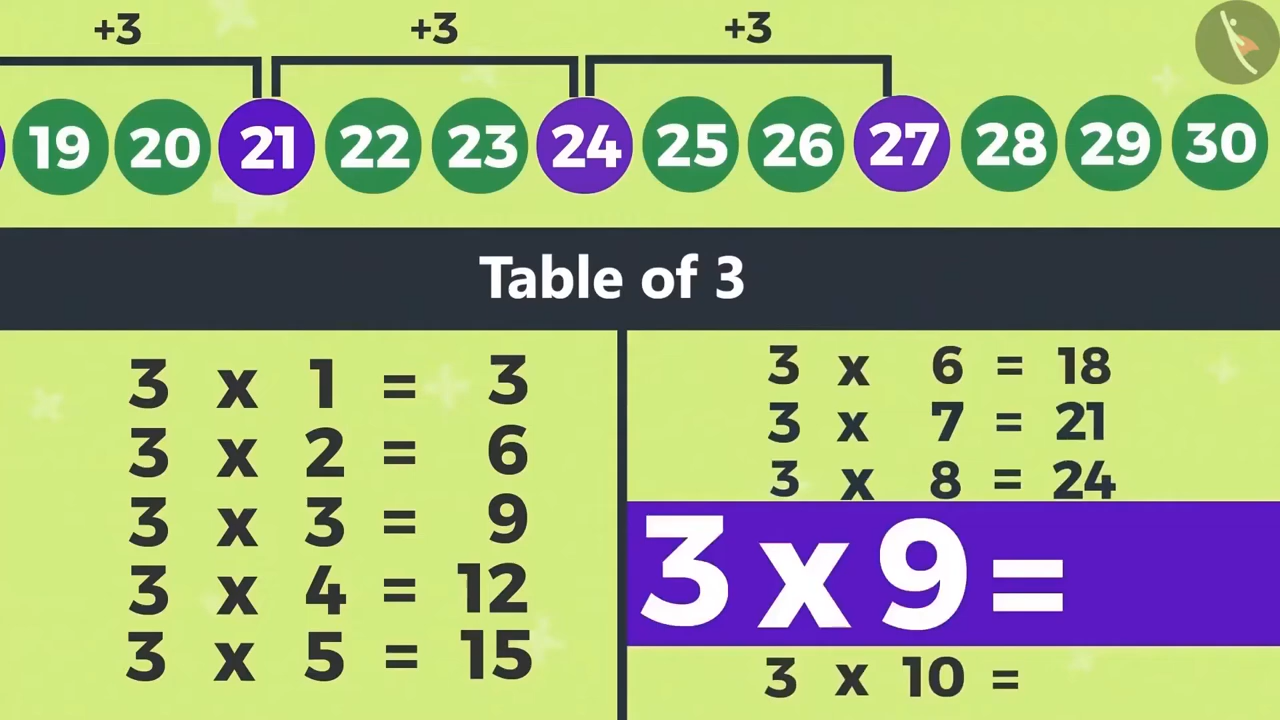 +3 +3 +3
19 20 21 22 23 24 25 26 27 28 29 30
Table of 3
3 x 1 = 3
3 x 2 = 6
3 x 3 = 9
3 x 4 = 12
3 x 5 = 15
3 x 6 = 18
3 x 7 = 21
3 x 8 = 24
3 x 9 =
3 x 10 =